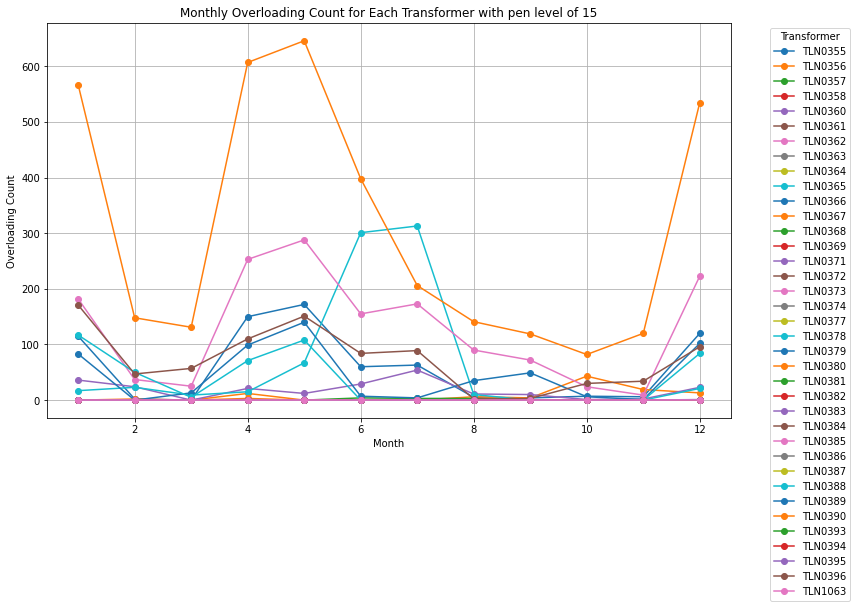 Monthly Overloading Count for Each Transformer with pen level of 15
Overloading Count
600
500
400
300
200
100
0
2
4
6
8
10
12
Month
Transformer
TLN0355
TLN0356
TLN0357
TLN0358
TLN0360
TLN0361
TLN0362
TLN0363
TLN0364
TLN0365
TLN0366
TLN0367
TLN0368
TLN0369
TLN0371
TLN0372
TLN0373
TLN0374
TLN0377
TLN0378
TLN0379
TLN0380
TLN0381
TLN0382
TLN0383
TLN0384
TLN0385
TLN0386
TLN0387
TLN0388
TLN0389
TLN0390
TLN0393
TLN0394
TLN0395
TLN0396
TLN1063